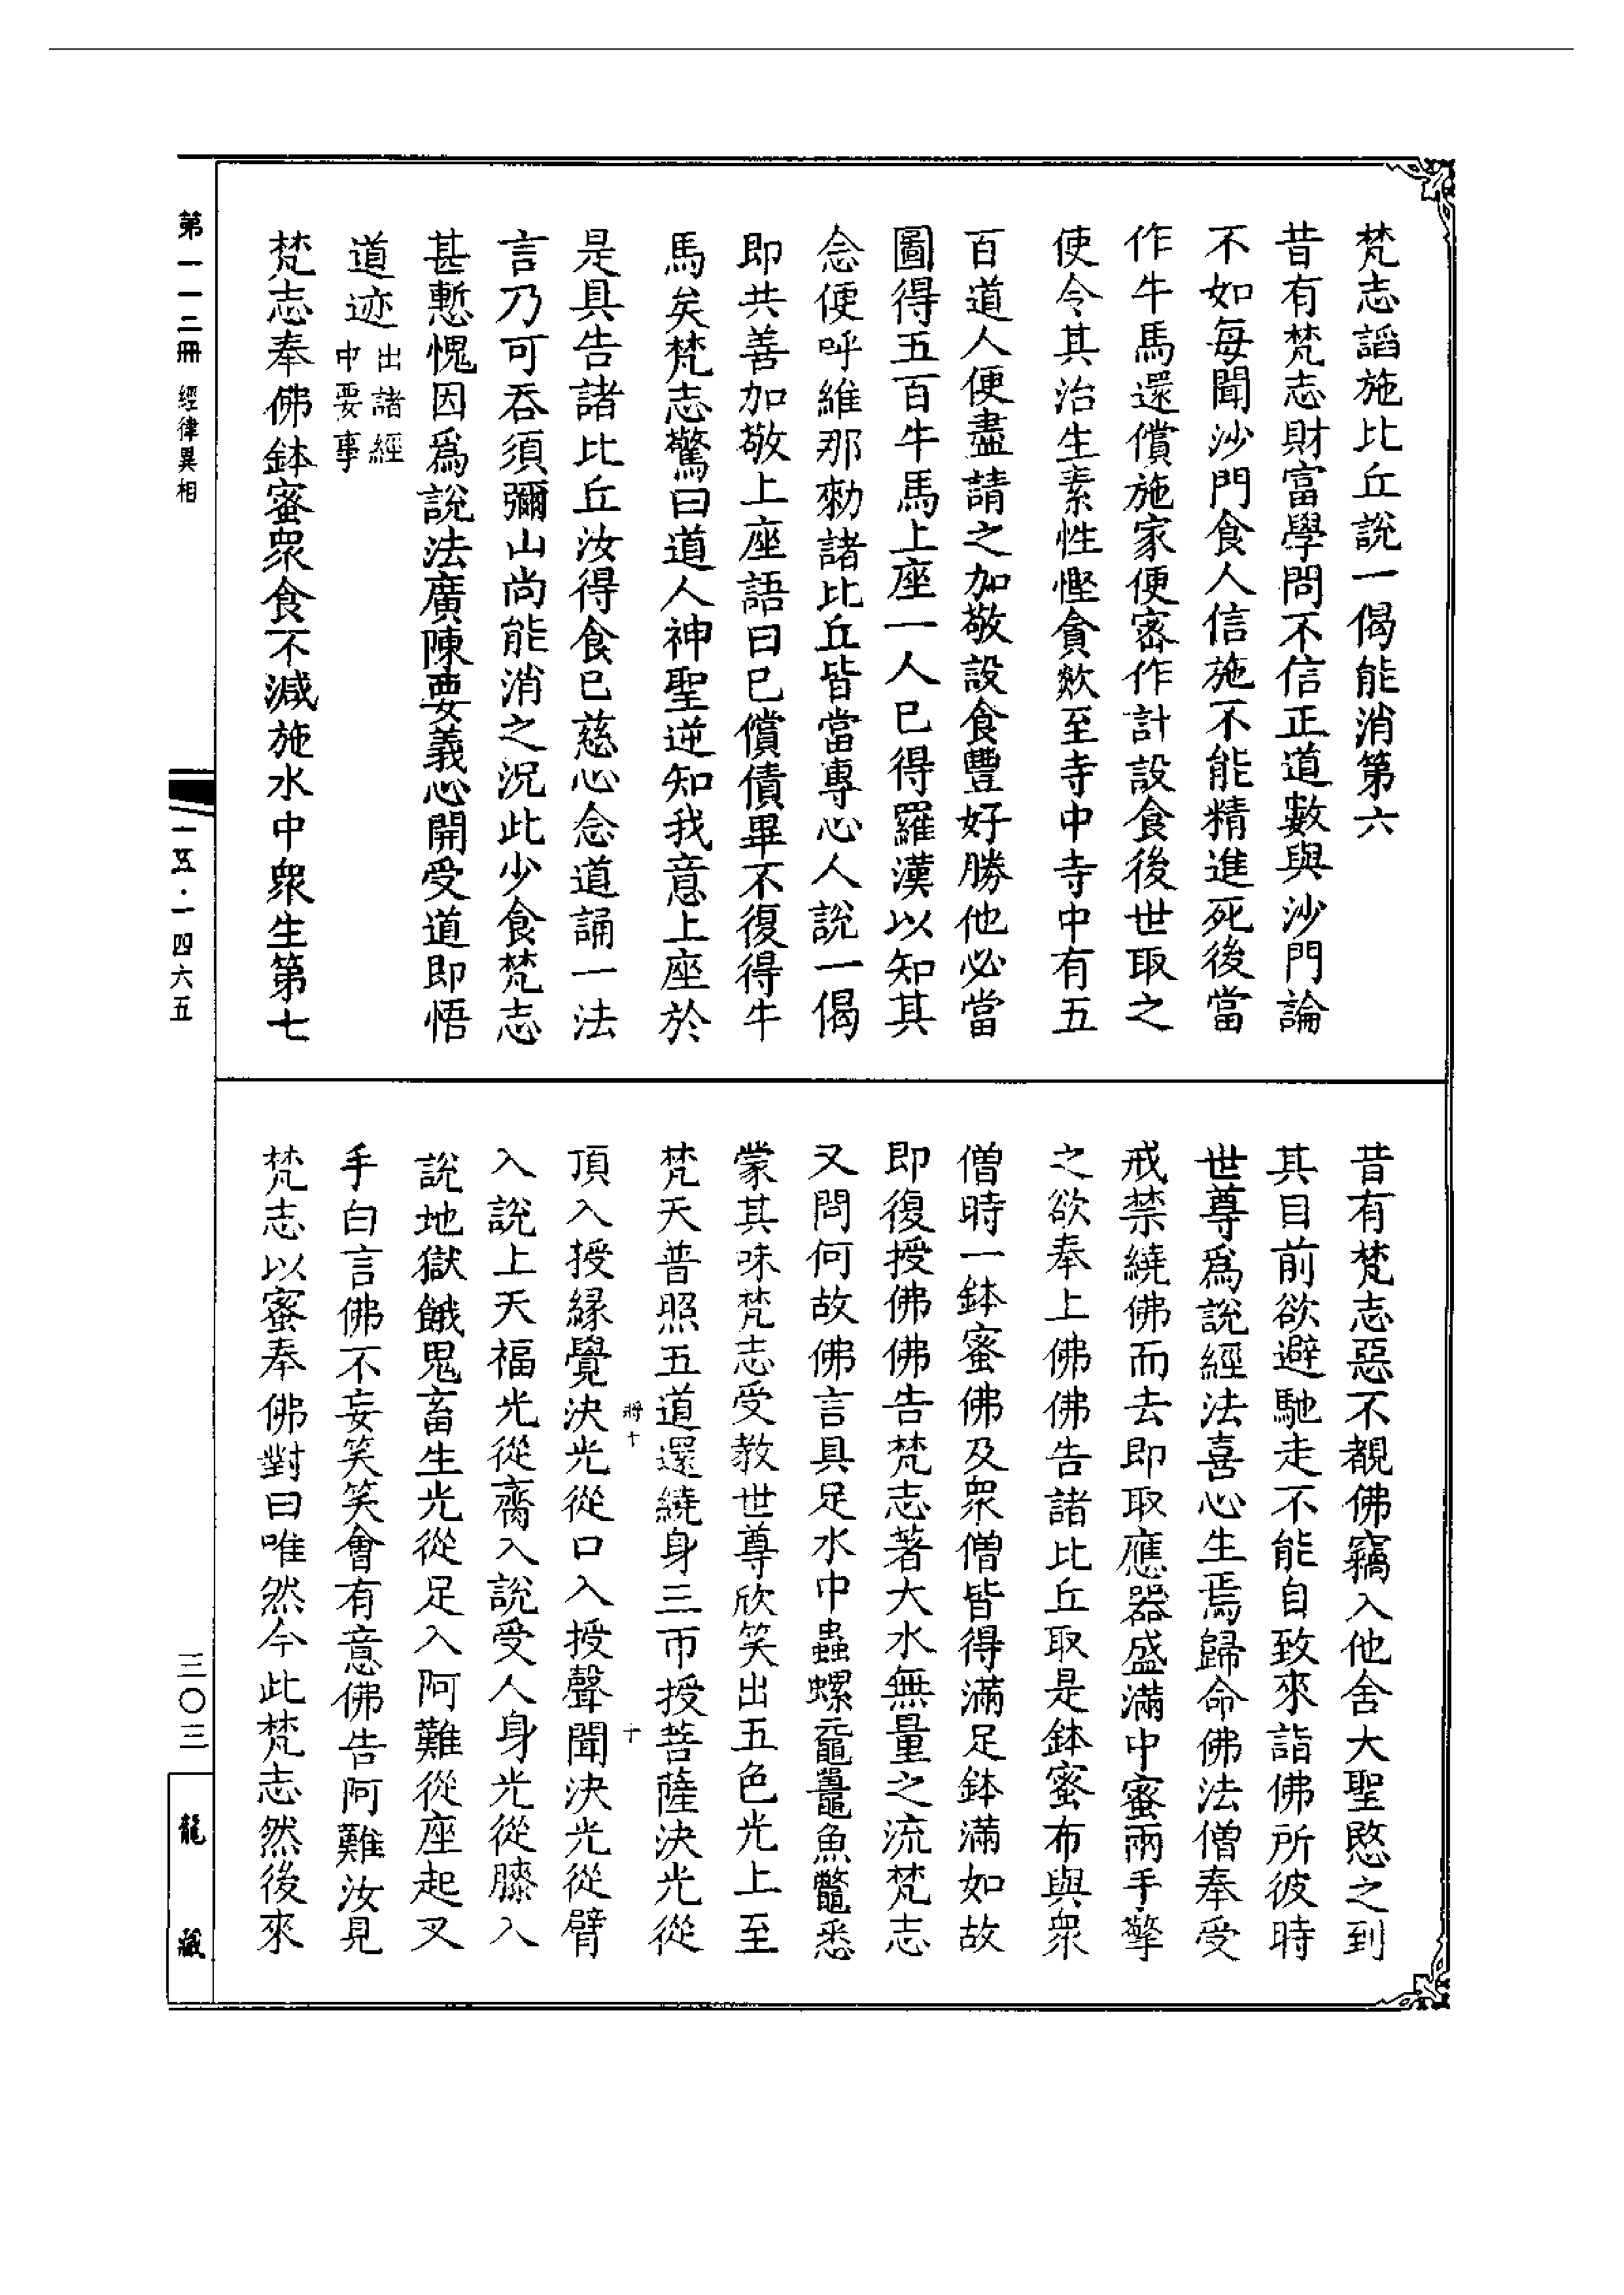 梵志諂施比丘說一偈能消第六
昔有梵志財富學問不信正道數與沙門論
不如每聞沙門食人信施不能精進死後當
作牛馬還償施家便密作計設食後世取之
使令其治生素性慳貪欻至寺中寺中有五
百道人便盡請之加敬設食豐好勝他必當
圖得五百牛馬上座一人已得羅漢以知其
念便呼維那勑諸比丘皆當專心人說一偈
即共善加敬上座語曰已償債畢不復得牛
馬矣梵志驚曰道人神聖逆知我意上座於
是具告諸比丘汝得食已慈心念道誦一法
言乃可吞須彌山尚能消之況此少食梵志
甚慙愧因爲說法廣陳要義心開受道即悟
道迹出諸經中要事
梵志奉佛鉢蜜衆食不減施水中衆生第七
昔有梵志惡不覩佛竊入他舍大聖愍之到
其目前欲避馳走不能自致來詣佛所彼時
世尊爲說經法喜心生焉歸命佛法僧奉受
戒禁繞佛而去即取應器盛滿中蜜兩手擎
之欲奉上佛佛告諸比丘取是鉢蜜布與衆
僧時一鉢蜜佛及衆僧皆得滿足鉢滿如故
即復授佛佛告梵志著大水無量之流梵志
又問何故佛言具足水中蟲螺黿鼉魚鼈悉
蒙其味梵志受教世尊欣笑出五色光上至
梵天普照五道還繞身三帀授菩薩決光從
將十
十
頂入授緣覺決光從口入授聲聞決光從臂
入說上天福光從齊入說受人身光從膝入
說地獄餓鬼畜生光從足入阿難從座起叉
手白言佛不妄笑笑會有意佛告阿難汝見
梵志以蜜奉佛對曰唯然今此梵志然後來
第一一二冊 經律異相
一五·一四六五
三〇三
龍藏